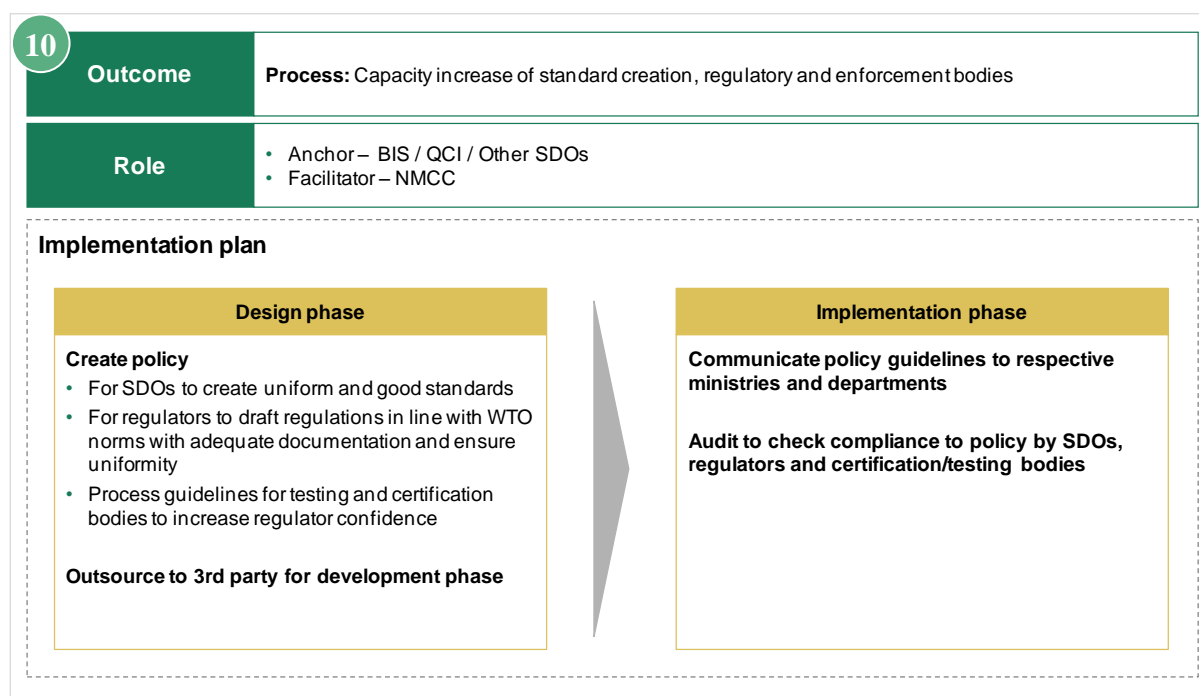 10
Outcome
Process: Capacity increase of standard creation, regulatory and enforcement bodies
Role
• Anchor – BIS / QCI / Other SDOs
• Facilitator – NMCC
Implementation plan
Design phase
Create policy
• For SDOs to create uniform and good standards
• For regulators to draft regulations in line with WTO
norms with adequate documentation and ensure
uniformity
• Process guidelines for testing and certification
bodies to increase regulator confidence
Outsource to 3rd party for development phase
Implementation phase
Communicate policy guidelines to respective
ministries and departments
Audit to check compliance to policy by SDOs,
regulators and certification/testing bodies